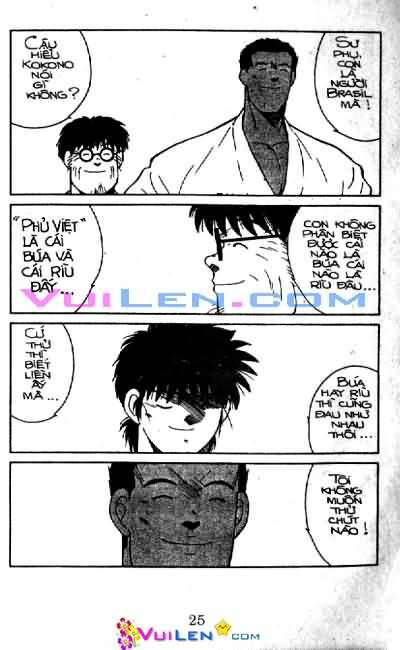 CẬU
HIỂU
KOKONO
NÓI
GÌ
KHÔNG?
SƯ
PHỤ,
CON
LÀ
NGƯỜI
BRASIL
MÀ!
"PHỦ VIỆT"
LÀ CÁI
BÚA VÀ
CÁI RÌU
ĐẤY...
CON KHÔNG
PHÂN BIỆT
ĐƯỢC CÁI
NÀO LÀ
BÚA CÁI
NÀO LÀ
RÌU ĐÂU...
VUILEN.COM
CỨ
THỬ
THÌ
BIẾT
LIỀN
ẤY
MÀ...
BÚA
HAY RÌU
THÌ CŨNG
ĐAU NHƯ
NHAU
THÔI...
TÔI
KHÔNG
MUỐN
THỬ
CHÚT
NÀO!
25
VUILEN.COM